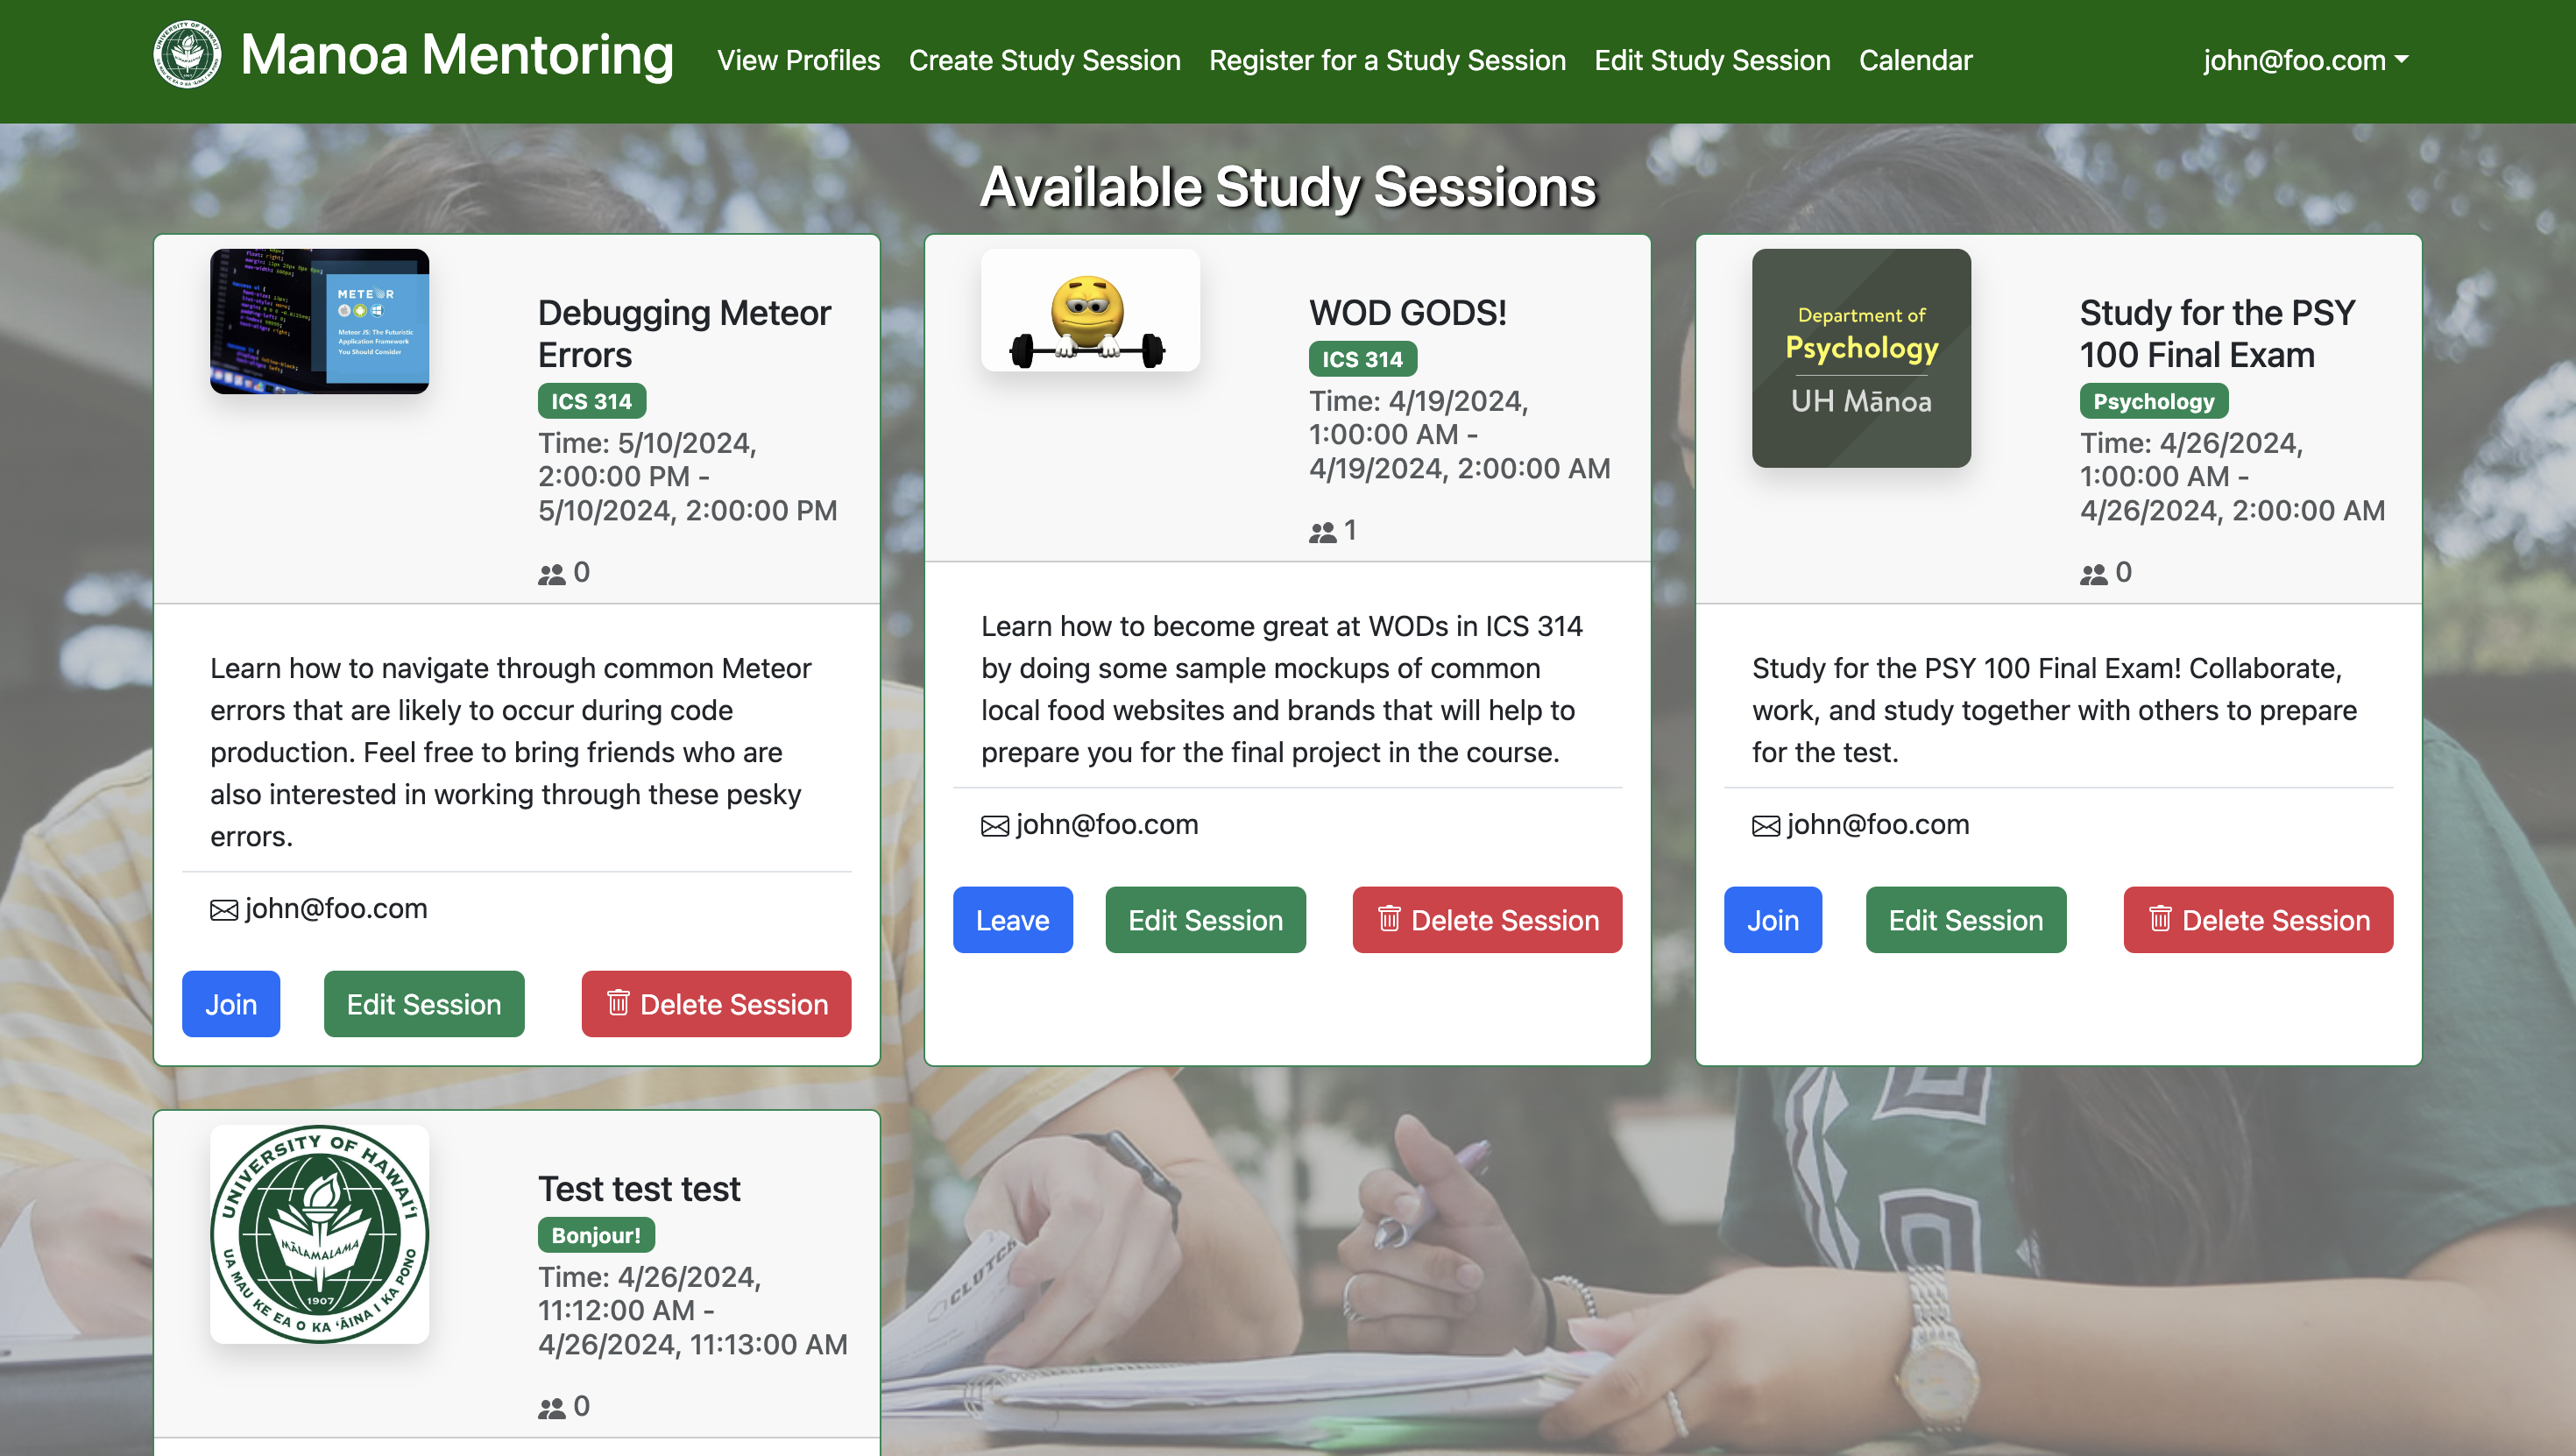 Manoa Mentoring
View Profiles
Create Study Session
Register for a Study Session
Edit Study Session
Calendar
john@foo.com
Available Study Sessions
METEOR
Meteor JS: The Futuristic
Application Framework
You Should Consider
Debugging Meteor
Errors
ICS 314
Time: 5/10/2024,
2:00:00 PM -
5/10/2024, 2:00:00 PM
0
Learn how to navigate through common Meteor
errors that are likely to occur during code
production. Feel free to bring friends who are
also interested in working through these pesky
errors.
john@foo.com
Join
Edit Session
Delete Session
WOD GODS!
ICS 314
Time: 4/19/2024,
1:00:00 AM -
4/19/2024, 2:00:00 AM
1
Learn how to become great at WODs in ICS 314
by doing some sample mockups of common
local food websites and brands that will help to
prepare you for the final project in the course.
john@foo.com
Leave
Edit Session
Delete Session
Department of
Psychology
UH Mānoa
Study for the PSY
100 Final Exam
Psychology
Time: 4/26/2024,
1:00:00 AM -
4/26/2024, 2:00:00 AM
0
Study for the PSY 100 Final Exam! Collaborate,
work, and study together with others to prepare
for the test.
john@foo.com
Join
Edit Session
Delete Session
UNIVERSITY OF HAWAI‘I
MĀLAMALAMA
1907
UA MAU KE EA O KA ‘ĀINA I KA PONO
Test test test
Bonjour!
Time: 4/26/2024,
11:12:00 AM -
4/26/2024, 11:13:00 AM
0
CLUTCH